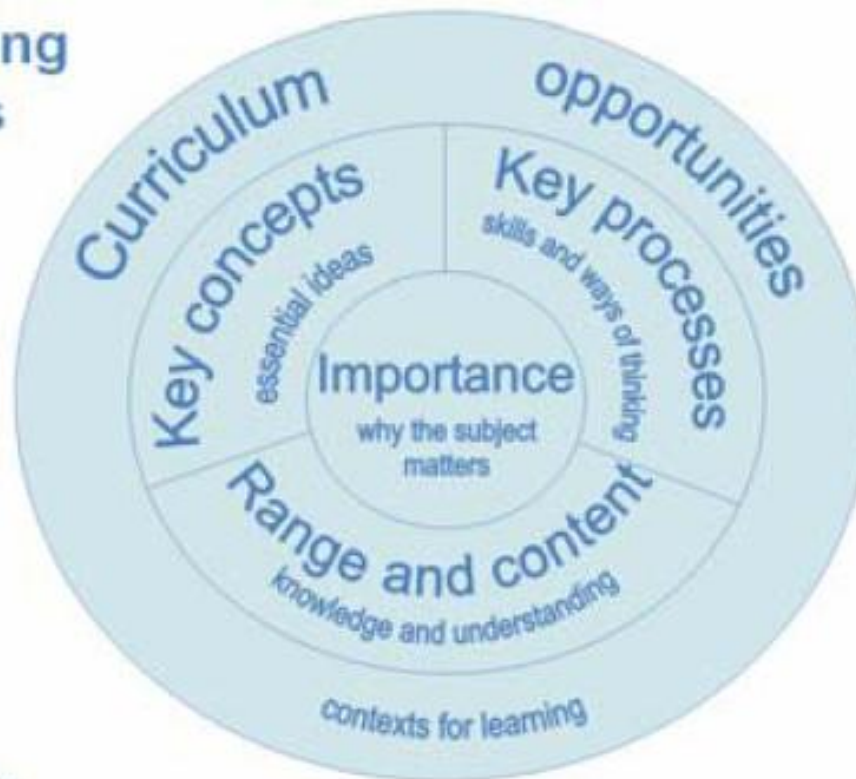 ng
s
Curriculum opportunities
Key concepts
essential ideas
Key processes
skills and ways of thinking
Importance
why the subject
matters
Range and content
knowledge and understanding
contexts for learning